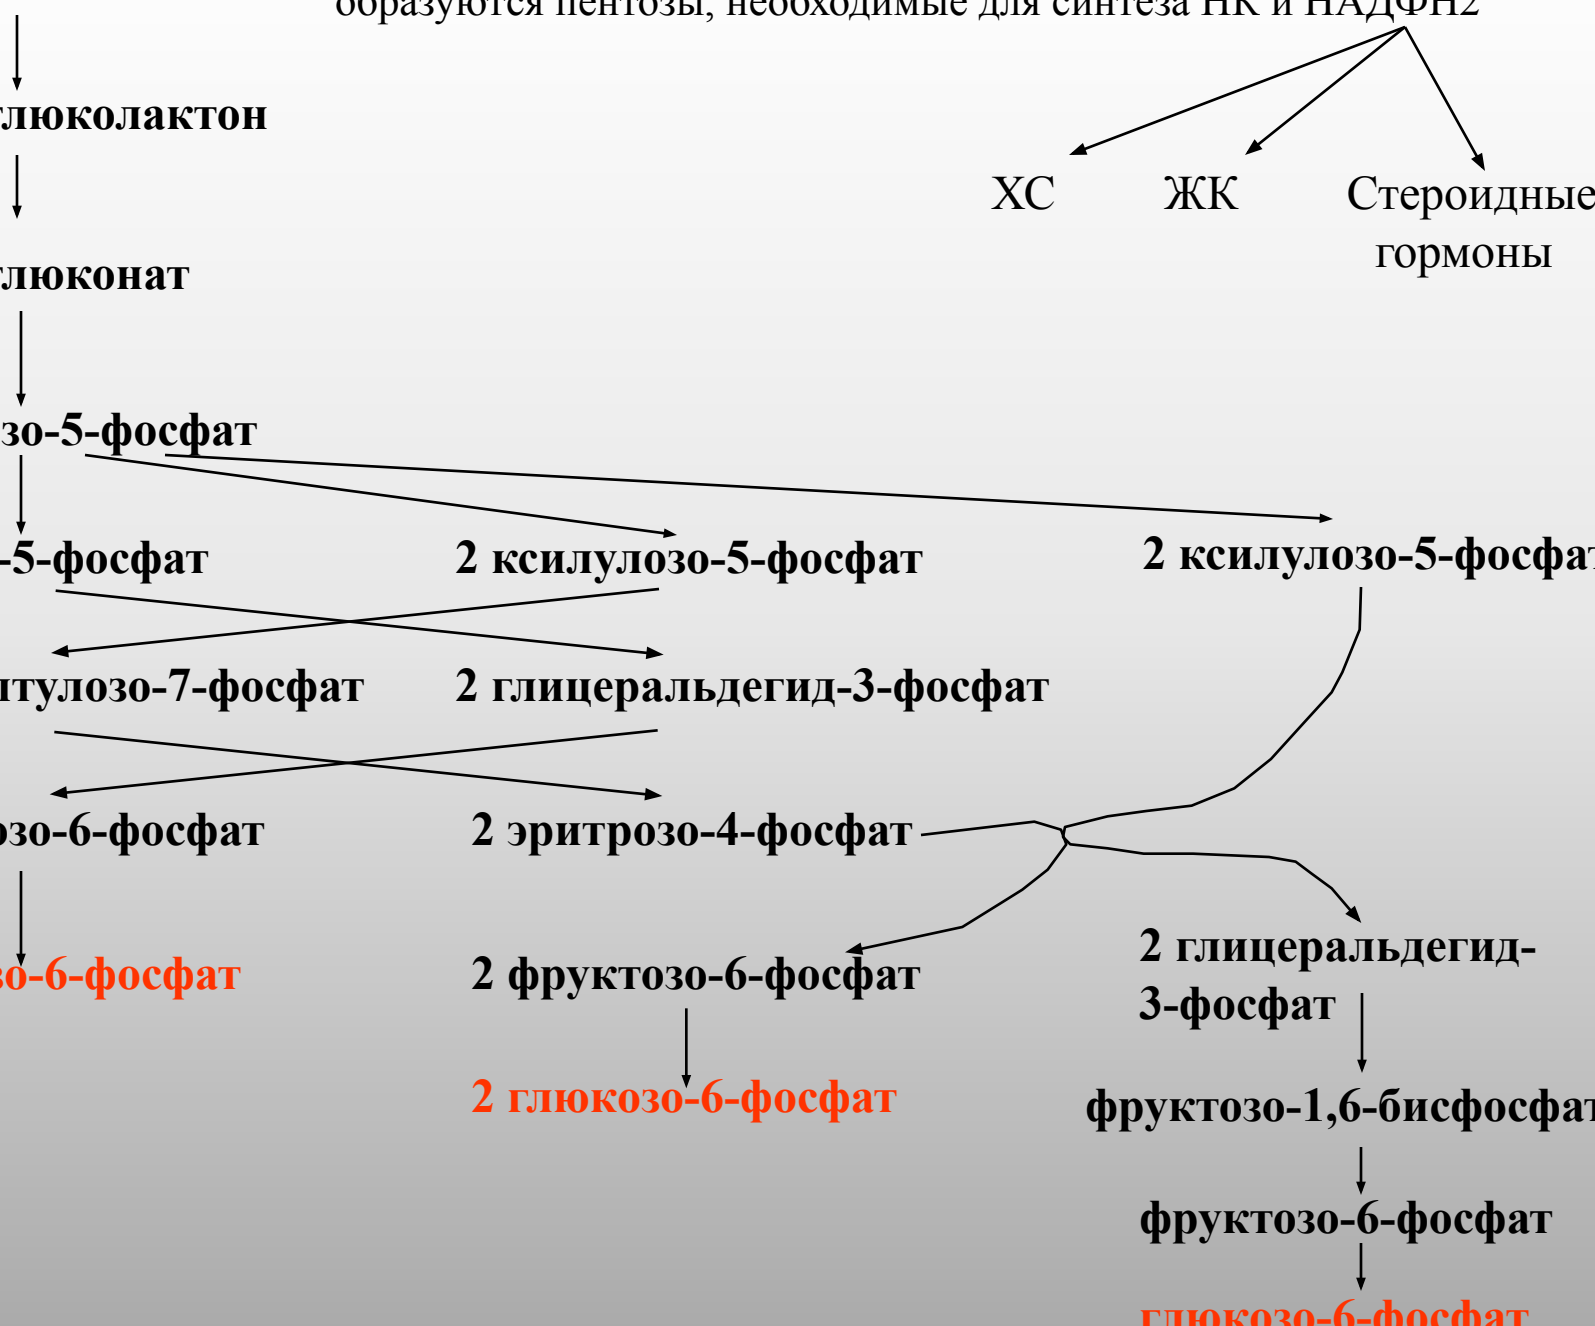 образуются пентозы, необходимые для синтеза НК и НАДФН2
глюколактон
ХС ЖК Стероидные
гормоны
глюконат
зо-5-фосфат
-5-фосфат 2 ксилулозо-5-фосфат 2 ксилулозо-5-фосфат
птулозо-7-фосфат 2 глицеральдегид-3-фосфат
озо-6-фосфат 2 эритрозо-4-фосфат
зо-6-фосфат 2 фруктозо-6-фосфат 2 глицеральдегид-
3-фосфат
2 глюкозо-6-фосфат фруктозо-1,6-бисфосфат
фруктозо-6-фосфат
глюкозо-6-фосфат